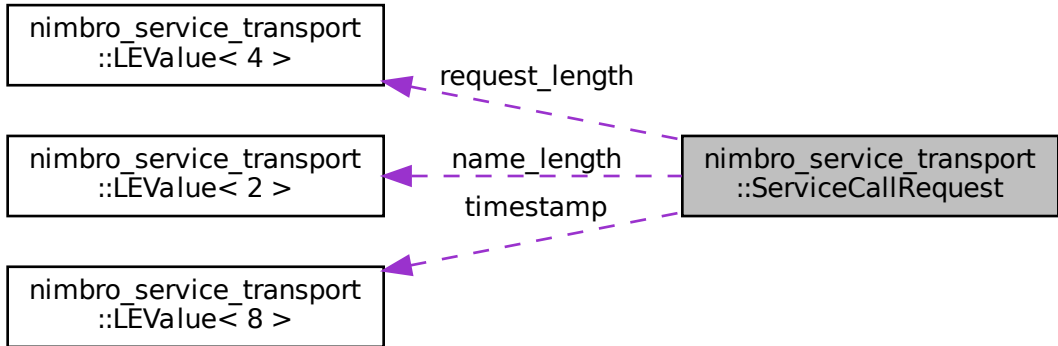 nimbro_service_transport
::LEValue< 4 >
request_length
nimbro_service_transport
::LEValue< 2 >
name_length
nimbro_service_transport
::ServiceCallRequest
timestamp
nimbro_service_transport
::LEValue< 8 >